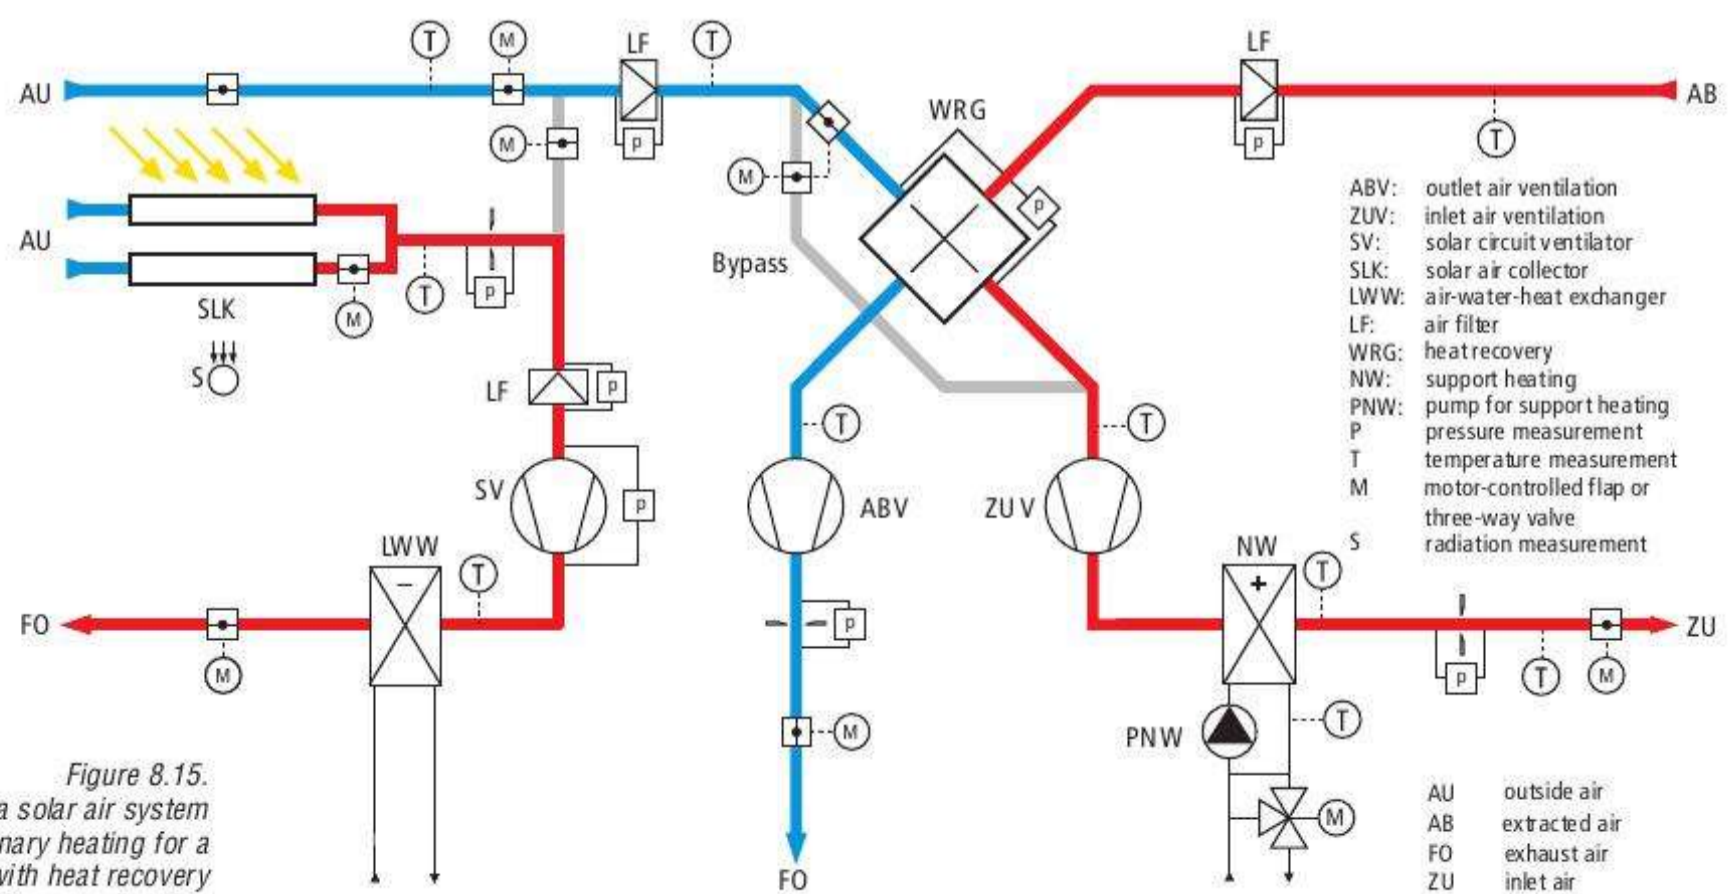 T
M
LF
T
LF
AU
AB
M
p
p
WRG
T
M
p
AU
Bypass
T
p
SLK
M
S
LF
p
T
T
SV
p
ABV
ZUV
LWW
T
NW
T
–
+
FO
p
ZU
M
p
T
M
M
PNW
T
M
FO
ABV: outlet air ventilation
ZUV: inlet air ventilation
SV: solar circuit ventilator
SLK: solar air collector
LWW: air-water-heat exchanger
LF: air filter
WRG: heat recovery
NW: support heating
PNW: pump for support heating
P pressure measurement
T temperature measurement
M motor-controlled flap or
three-way valve
S radiation measurement
AU outside air
AB extracted air
FO exhaust air
ZU inlet air
Figure 8.15.
a solar air system
nary heating for a
with heat recovery